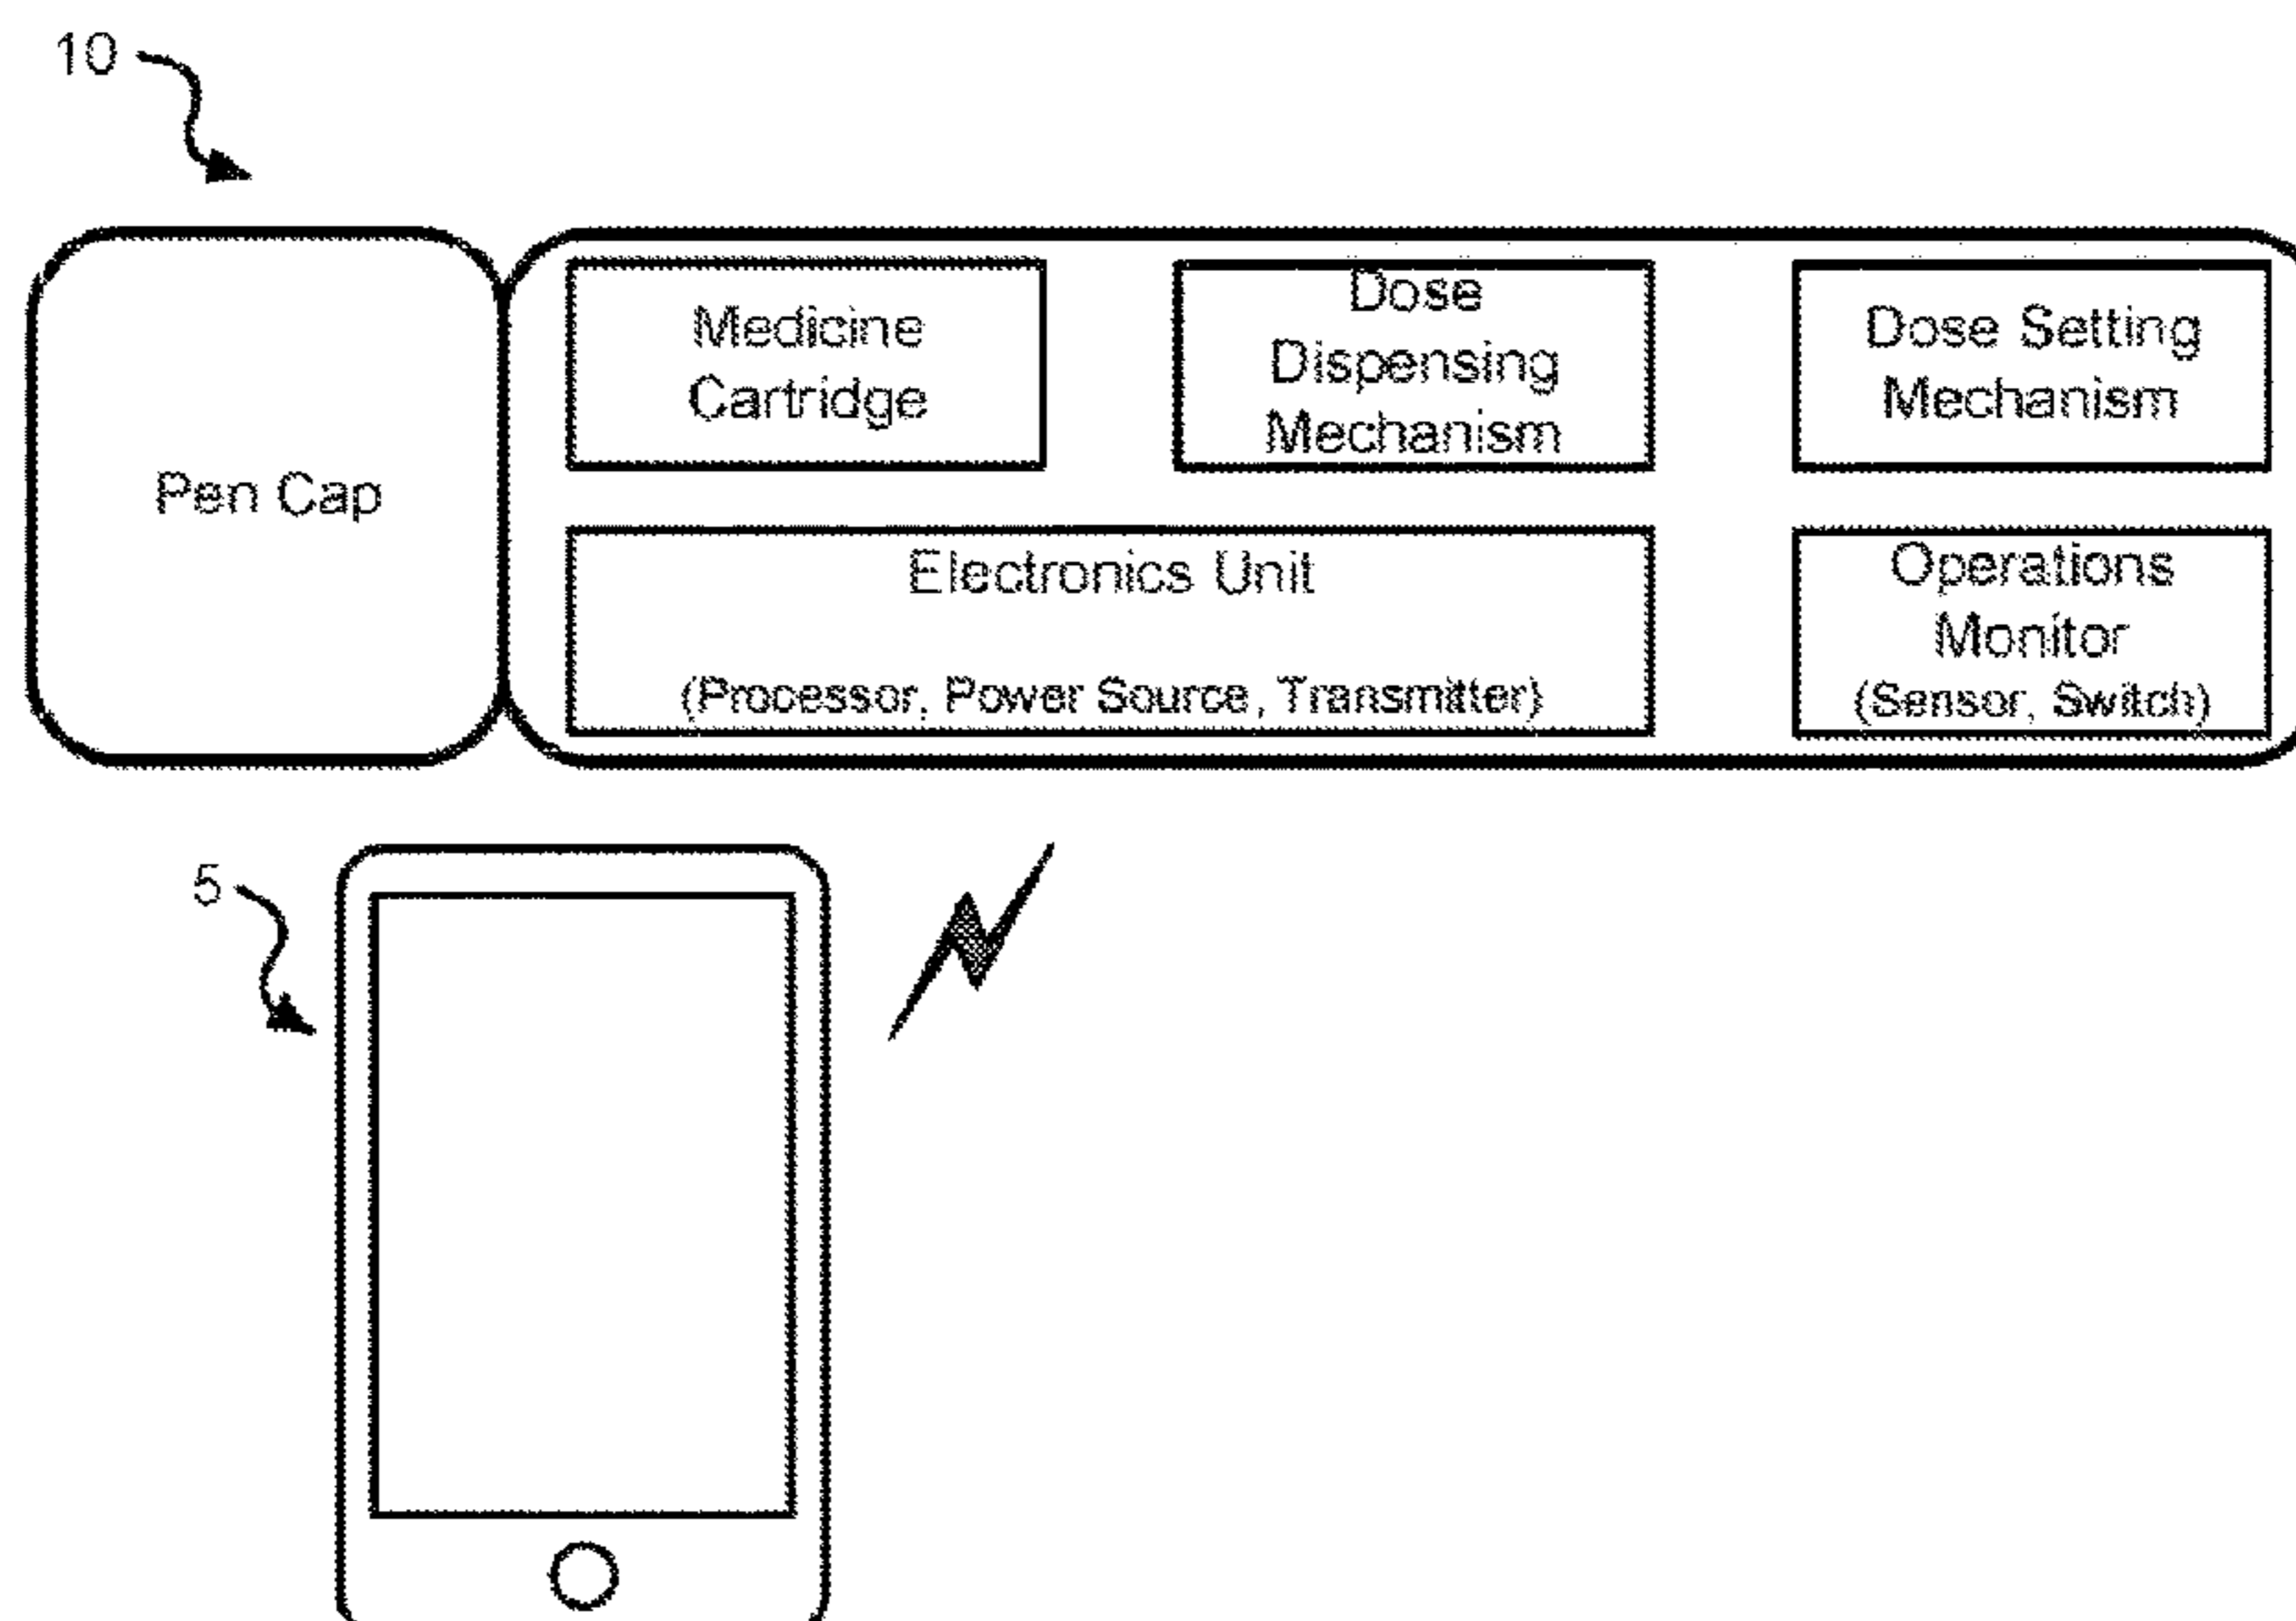 10
Medicine
Cartridge
Dose
Dispensing
Mechanism
Dose Setting
Mechanism
Pen Cap
Electronics Unit
(Processor, Power Source, Transmitter)
Operations
Monitor
(Sensor, Switch)
5